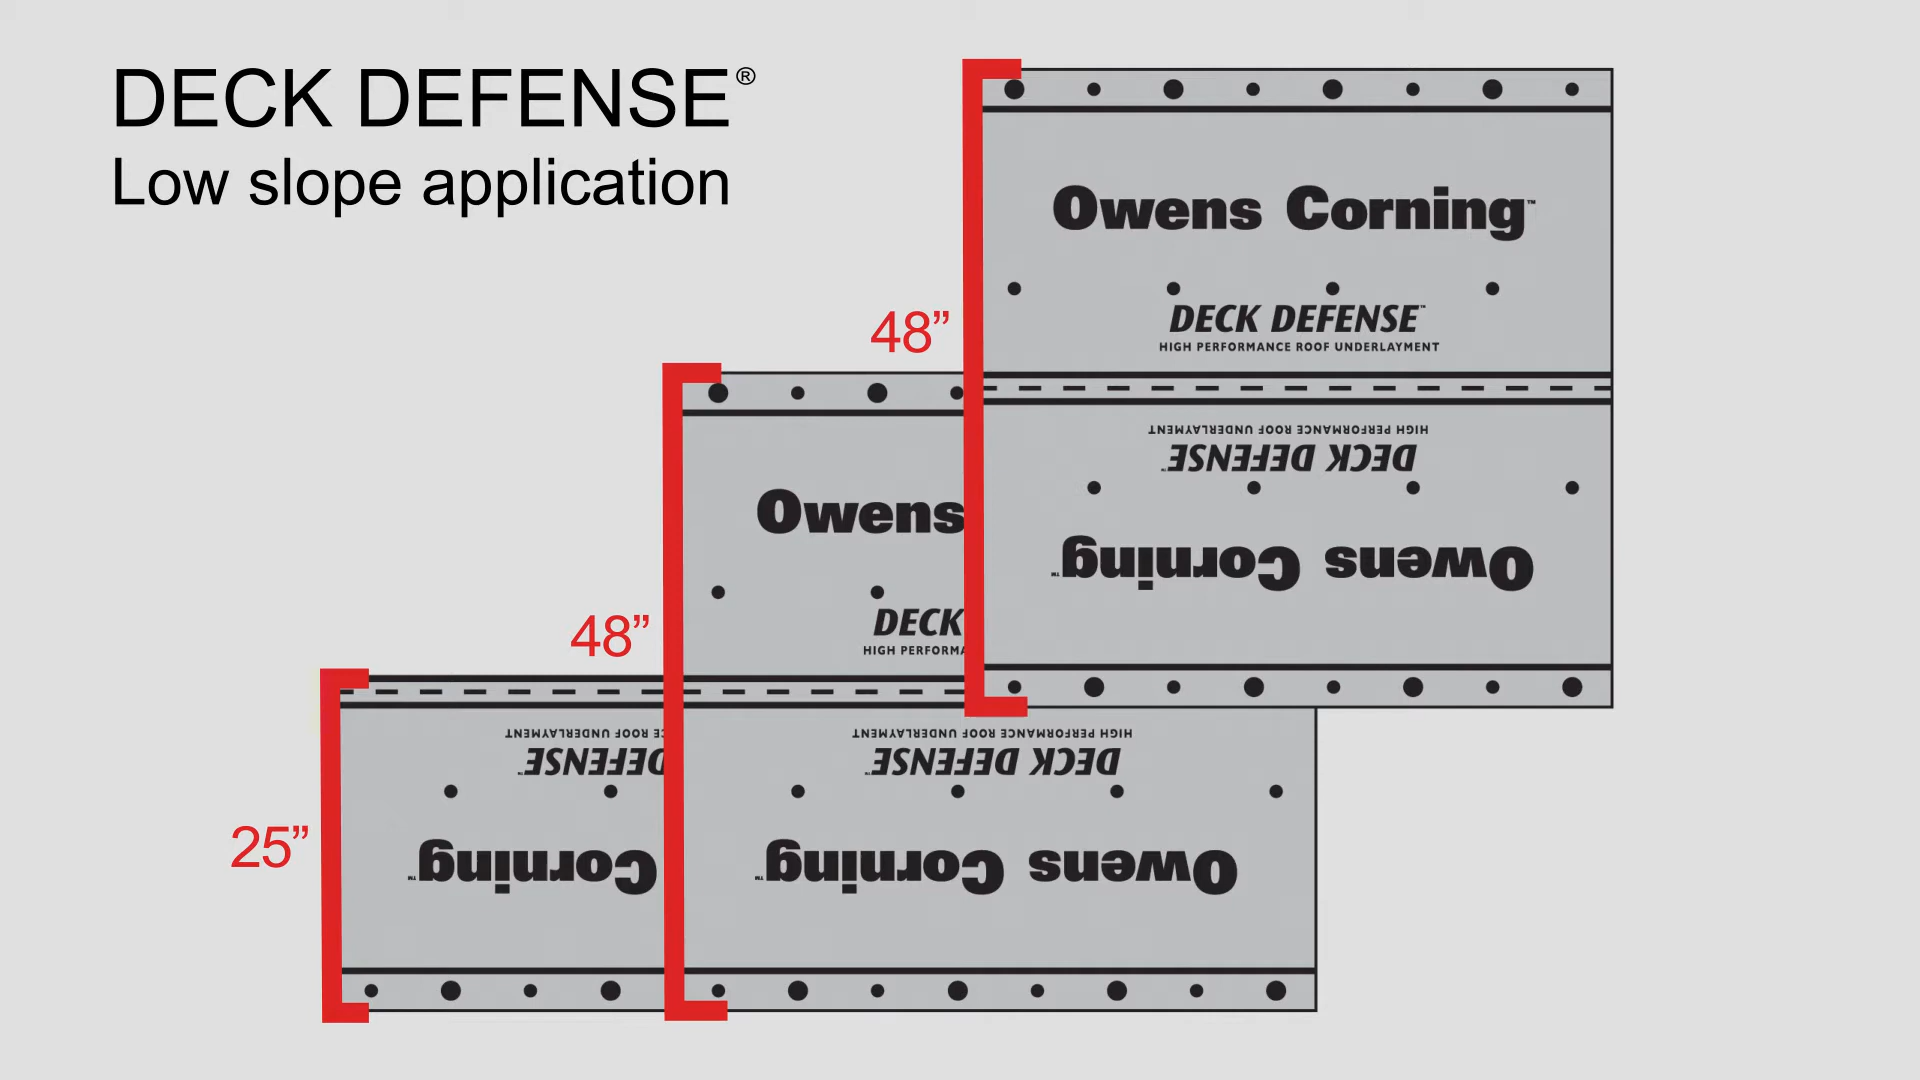 DECK DEFENSE®
Low slope application
Owens Corning™
DECK DEFENSE™
HIGH PERFORMANCE ROOF UNDERLAYMENT
48”
HIGH PERFORMANCE ROOF UNDERLAYMENT
DECK DEFENSE™
Owens Corning™
Owens
DECK
HIGH PERFORMA
48”
HIGH PERFORMANCE ROOF UNDERLAYMENT
DECK DEFENSE™
Owens Corning™
CE ROOF UNDERLAYMENT
DEFENSE™
Corning™
25”